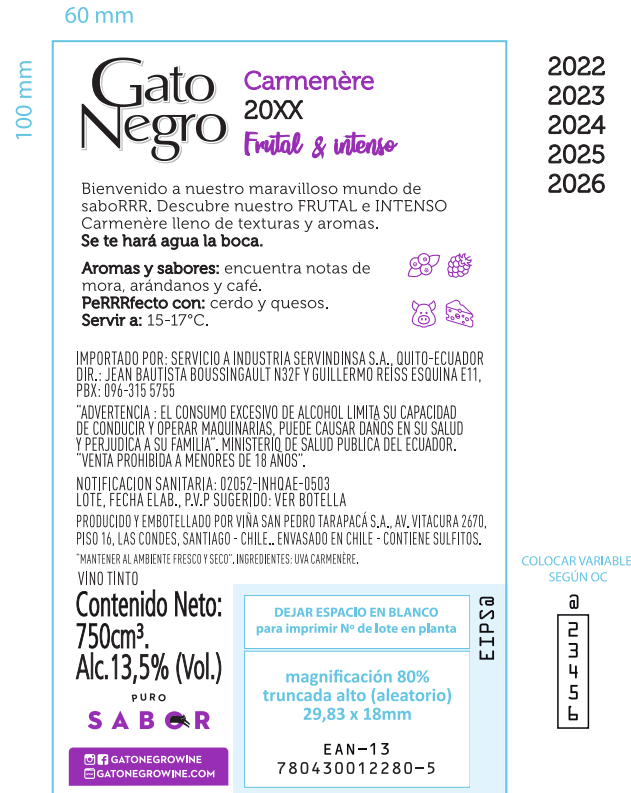 60 mm
100 mm
Gato
Negro
Carmenère
20XX
Frutal & intenso
2022
2023
2024
2025
2026
Bienvenido a nuestro maravilloso mundo de
saboRRR. Descubre nuestro FRUTAL e INTENSO
Carmenère lleno de texturas y aromas.
Se te hará agua la boca.
Aromas y sabores: encuentra notas de
mora, arándanos y café.
PeRRRfecto con: cerdo y quesos.
Servir a: 15-17°C.
IMPORTADO POR: SERVICIO A INDUSTRIA SERVINDINSA S.A., QUITO-ECUADOR
DIR.: JEAN BAUTISTA BOUSSINGAULT N32F Y GUILLERMO REISS ESQUINA E11,
PBX: 096-315 5755
"ADVERTENCIA : EL CONSUMO EXCESIVO DE ALCOHOL LIMITA SU CAPACIDAD
DE CONDUCIR Y OPERAR MAQUINARIAS, PUEDE CAUSAR DAÑOS EN SU SALUD
Y PERJUDICA A SU FAMILIA". MINISTERIO DE SALUD PUBLICA DEL ECUADOR.
"VENTA PROHIBIDA A MENORES DE 18 AÑOS".
NOTIFICACION SANITARIA: 02052-INHQAE-0503
LOTE, FECHA ELAB., P.V.P SUGERIDO: VER BOTELLA
PRODUCIDO Y EMBOTELLADO POR VIÑA SAN PEDRO TARAPACÁ S.A., AV. VITACURA 2670,
PISO 16, LAS CONDES, SANTIAGO - CHILE.. ENVASADO EN CHILE - CONTIENE SULFITOS.
"MANTENER AL AMBIENTE FRESCO Y SECO". INGREDIENTES: UVA CARMENÈRE.
VINO TINTO
Contenido Neto:
750cm³.
Alc.13,5% (Vol.)
PURO
SABOR
GATONEGROWINE
GATONEGROWINE.COM
DEJAR ESPACIO EN BLANCO
para imprimir Nº de lote en planta
EIPS@
magnificación 80%
truncada alto (aleatorio)
29,83 x 18mm
EAN-13
780430012280-5
COLOCAR VARIABLE
SEGÚN OC
@
2
3
4
5
6